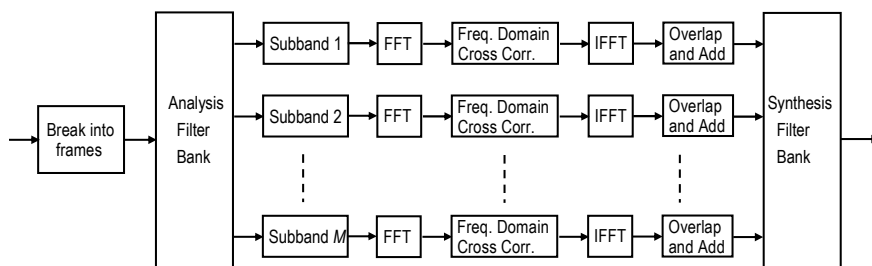 Break into
frames
Analysis
Filter
Bank
Subband 1
FFT
Freq. Domain
Cross Corr.
IFFT
Overlap
and Add
Subband 2
FFT
Freq. Domain
Cross Corr.
IFFT
Overlap
and Add
Subband M
FFT
Freq. Domain
Cross Corr.
IFFT
Overlap
and Add
Synthesis
Filter
Bank